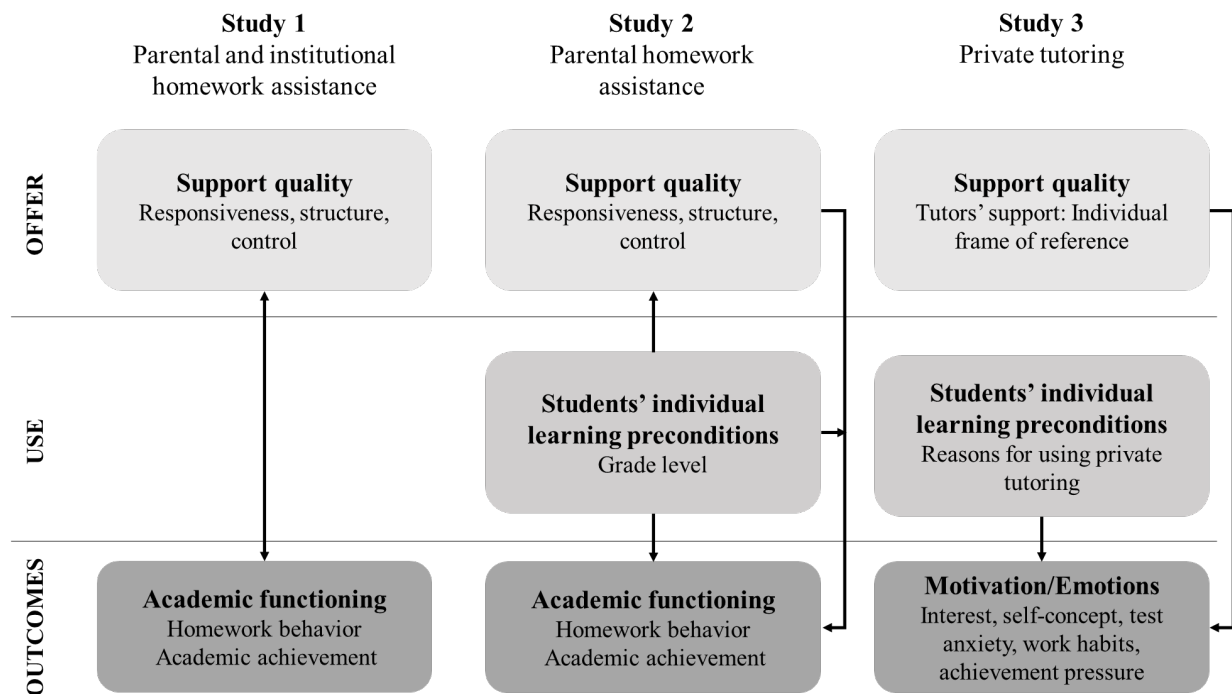 Study 1
Parental and institutional
homework assistance
Study 2
Parental homework
assistance
Study 3
Private tutoring
OFFER
Support quality
Responsiveness, structure,
control
Support quality
Responsiveness, structure,
control
Support quality
Tutors’ support: Individual
frame of reference
USE
Students’ individual
learning preconditions
Grade level
Students’ individual
learning preconditions
Reasons for using private
tutoring
OUTCOMES
Academic functioning
Homework behavior
Academic achievement
Academic functioning
Homework behavior
Academic achievement
Motivation/Emotions
Interest, self-concept, test
anxiety, work habits,
achievement pressure